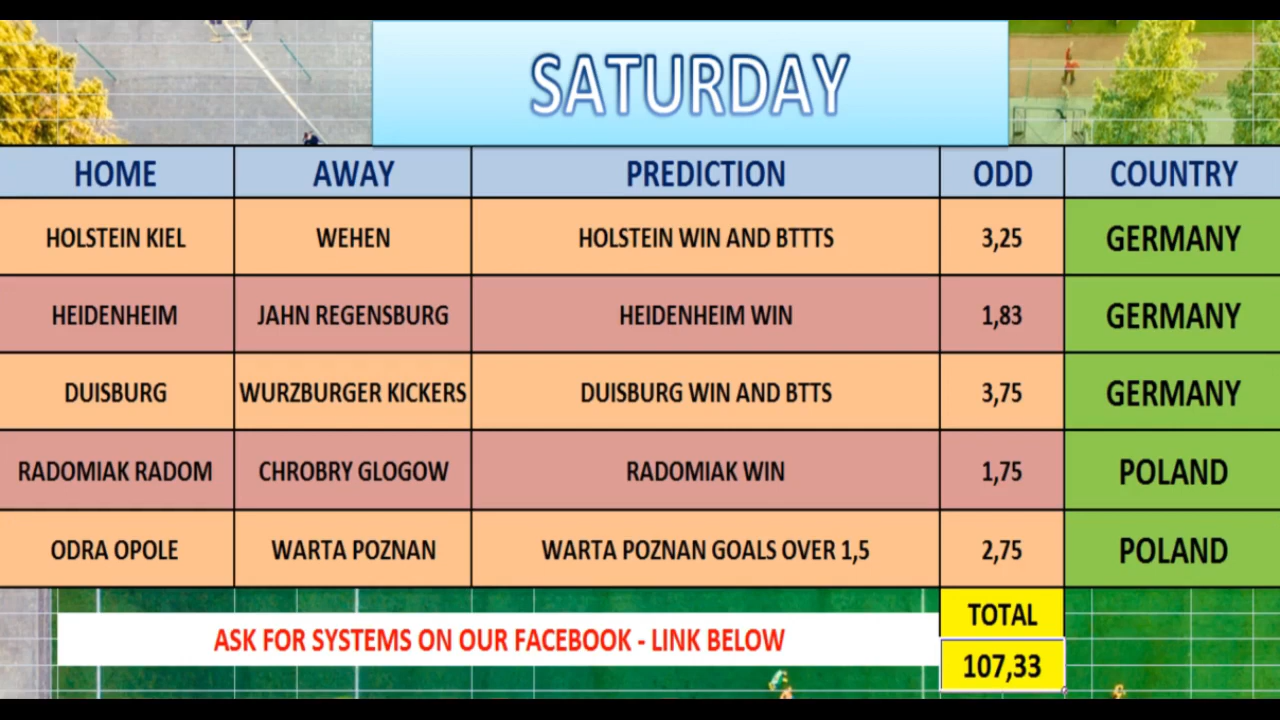 SATURDAY
HOME AWAY PREDICTION ODD COUNTRY
HOLSTEIN KIEL WEHEN HOLSTEIN WIN AND BTTTS 3,25 GERMANY
HEIDENHEIM JAHN REGENSBURG HEIDENHEIM WIN 1,83 GERMANY
DUISBURG WURZBURGER KICKERS DUISBURG WIN AND BTTS 3,75 GERMANY
RADOMIAK RADOM CHROBRY GLOGOW RADOMIAK WIN 1,75 POLAND
ODRA OPOLE WARTA POZNAN WARTA POZNAN GOALS OVER 1,5 2,75 POLAND
TOTAL
ASK FOR SYSTEMS ON OUR FACEBOOK - LINK BELOW
107,33